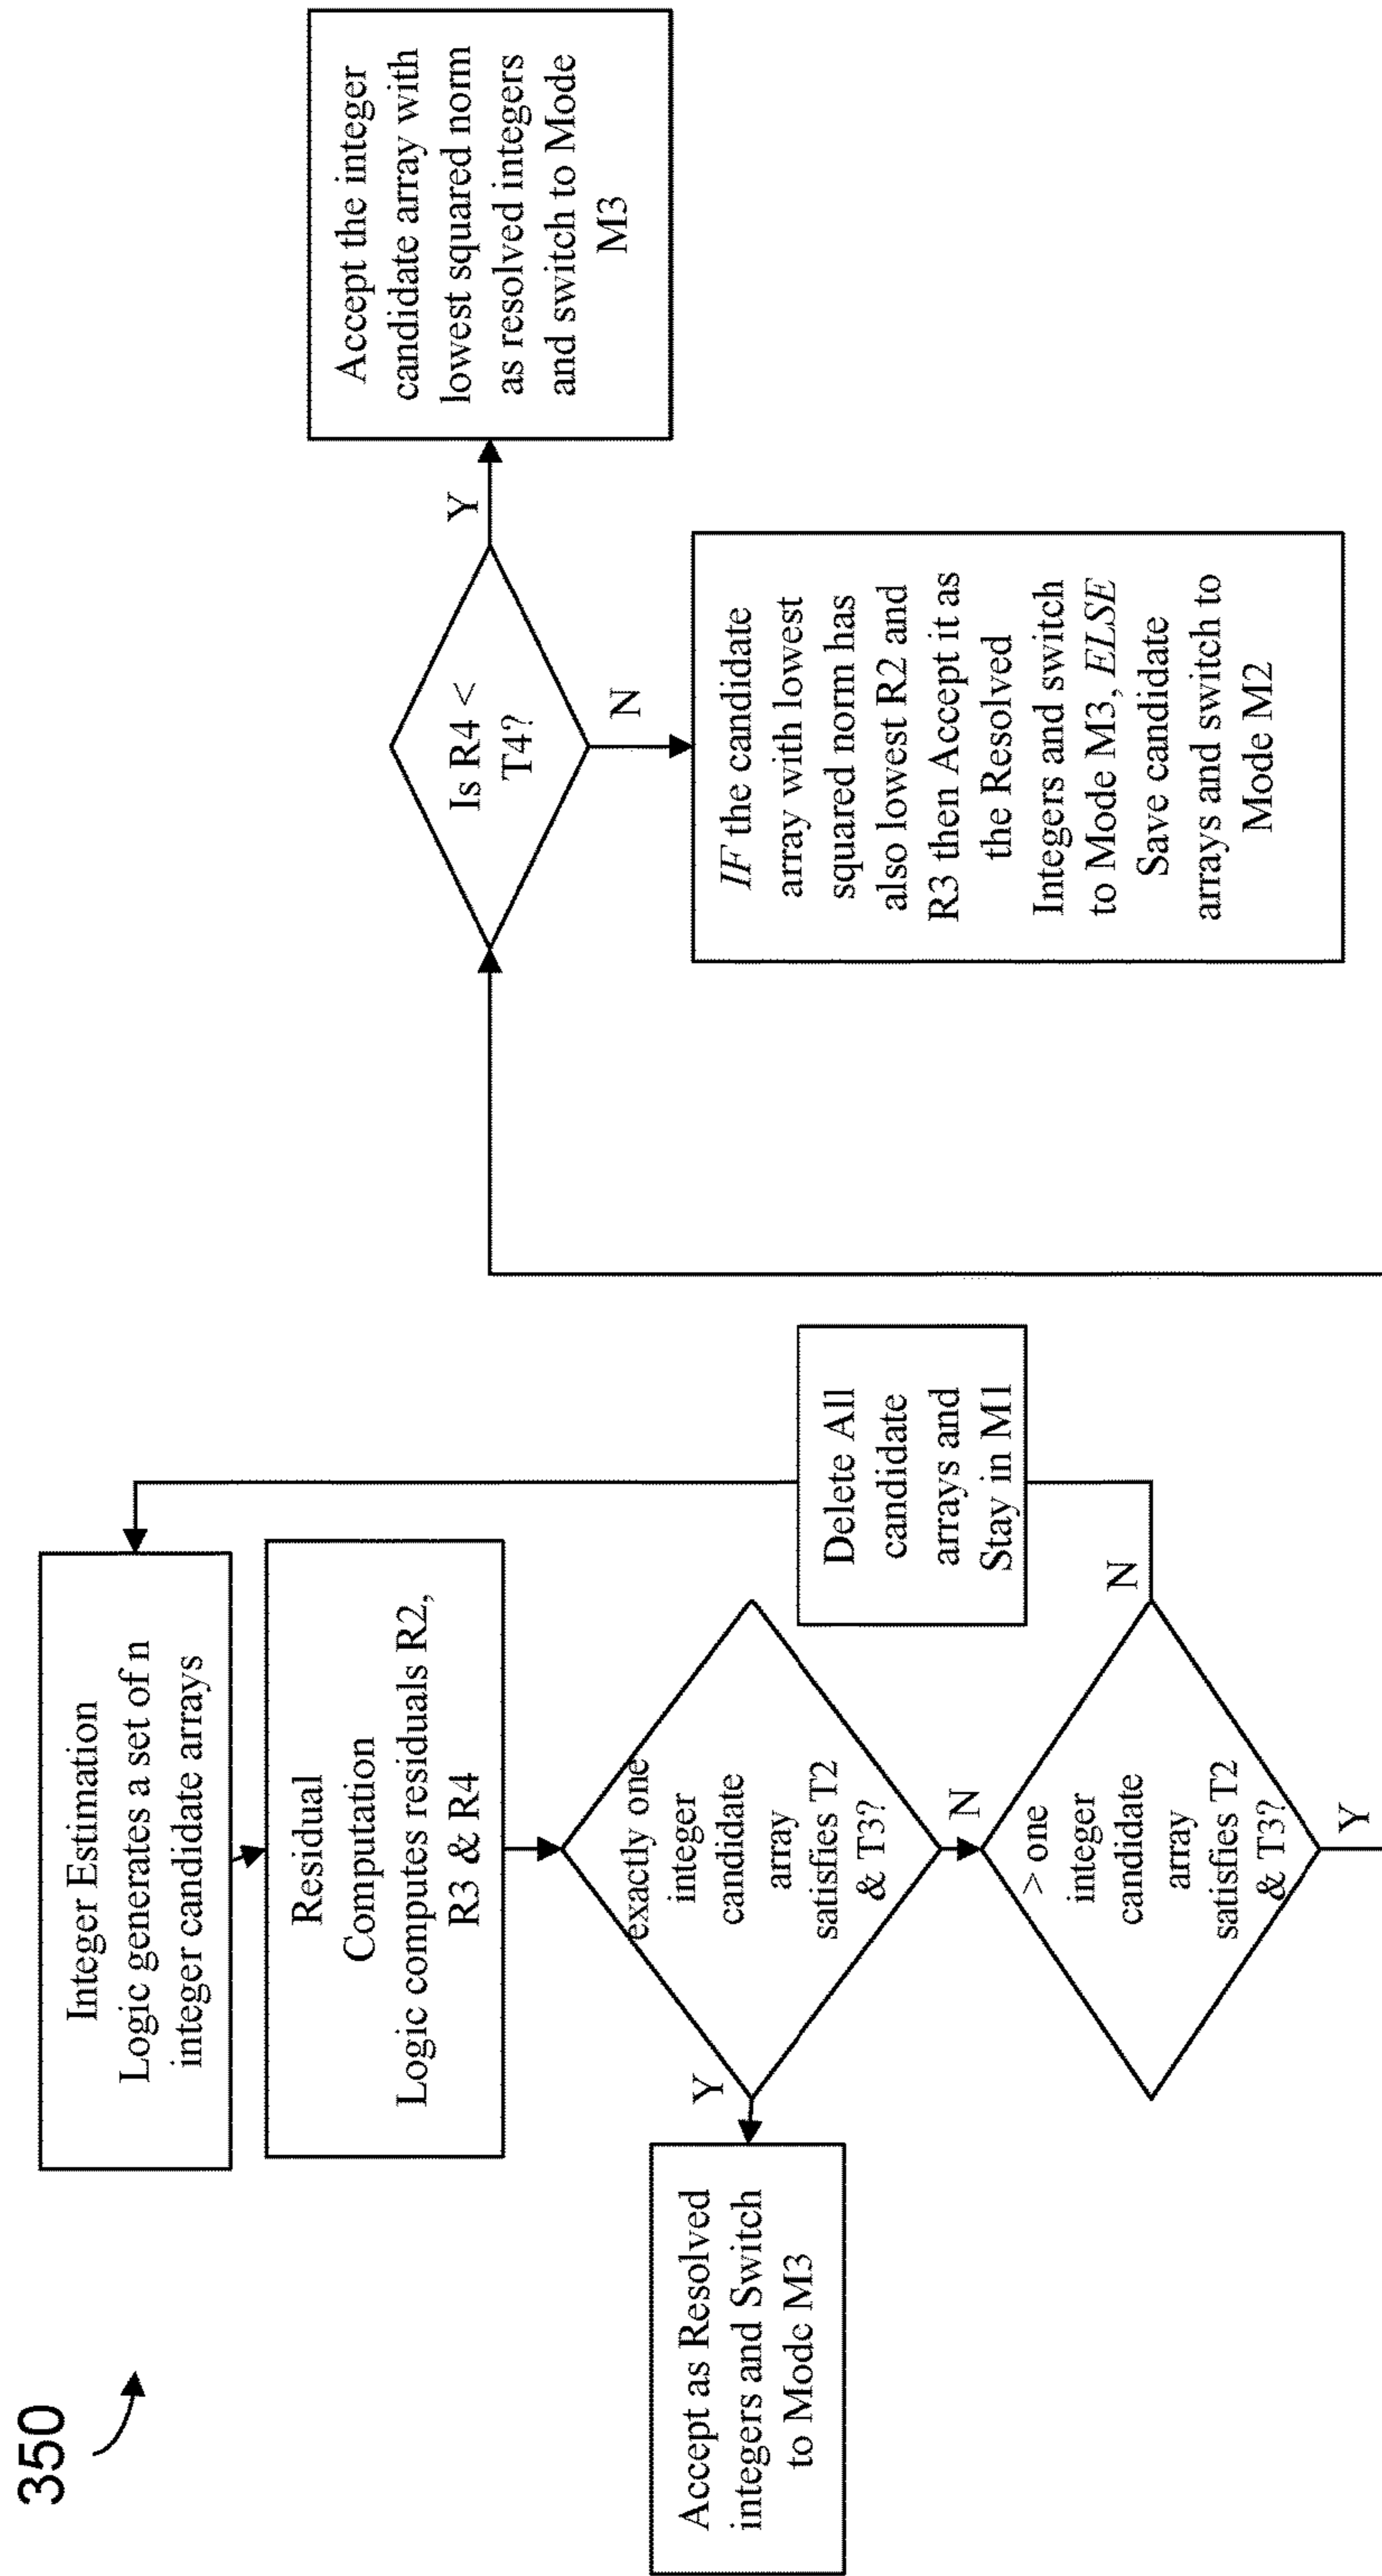 350
Integer Estimation
Logic generates a set of n
integer candidate arrays
Residual
Computation
Logic computes residuals R2,
R3 & R4
exactly one
integer
candidate
array
satisfies T2
& T3?
Y
N
Accept as Resolved
integers and Switch
to Mode M3
> one
integer
candidate
array
satisfies T2
& T3?
N
Y
Delete All
candidate
arrays and
Stay in M1
Is R4 <
T4?
Y
N
Accept the integer
candidate array with
lowest squared norm
as resolved integers
and switch to Mode
M3
IF the candidate
array with lowest
squared norm has
also lowest R2 and
R3 then Accept it as
the Resolved
Integers and switch
to Mode M3, ELSE
Save candidate
arrays and switch to
Mode M2